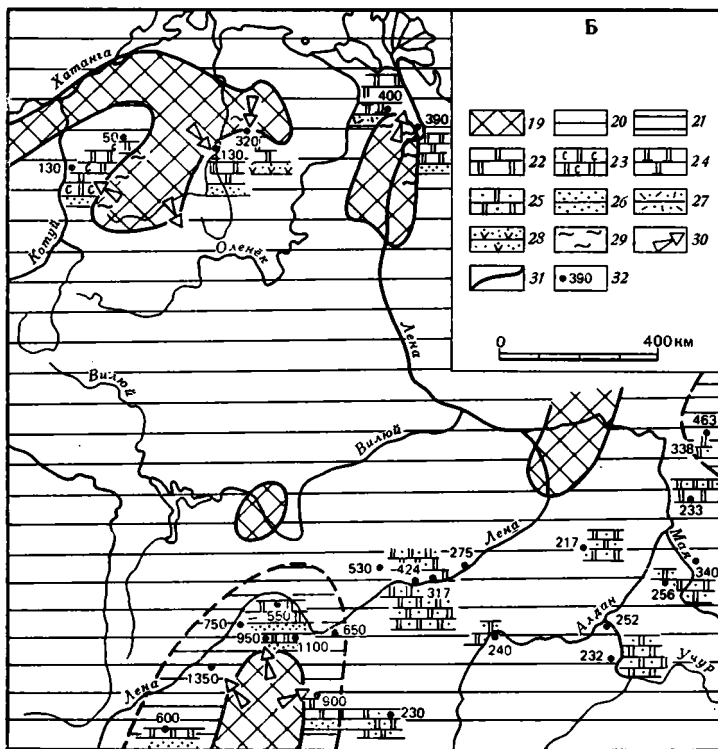 Б
19 20 21
22 23 24
25 26 27
28 29 30
31 32
390
0 400 км
Хатанга
400
390
50
320
130
130
Котуй
Оленёк
Лена
Вилюй
Вилюй
463
338
233
217
Лена
275
530
424
317
Мая
340
256
550
750
650
950
1100
Алдан
252
240
232
Учур
1350
Лена
900
600
230